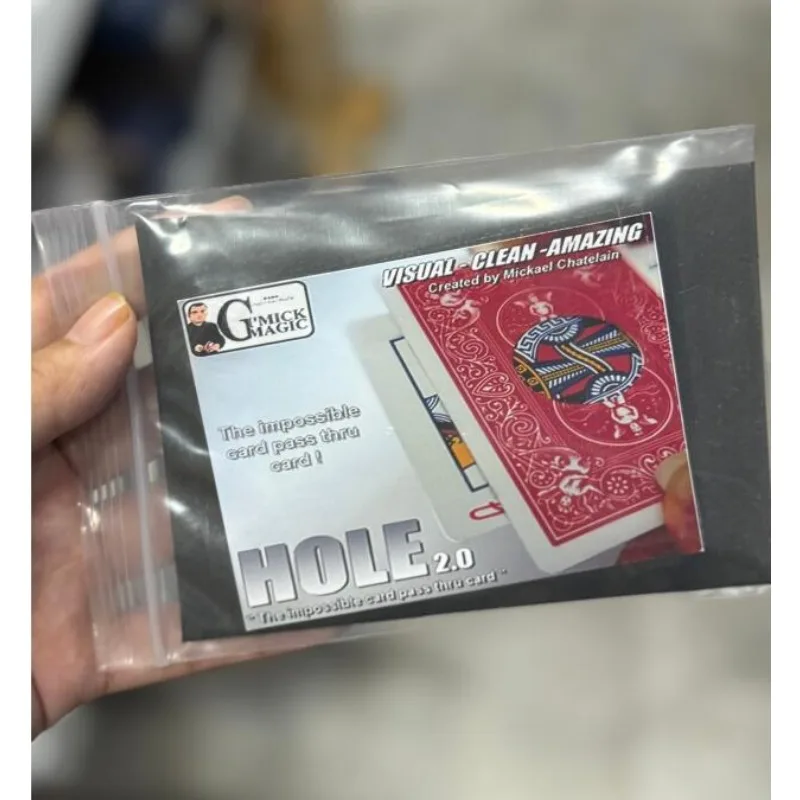 VISUAL - CLEAN -AMAZING
Created by Mickael Chatelain
G'MICK
MAGIC
The impossible
card pass thru
card !
HOLE 2.0
" The impossible card pass thru card "